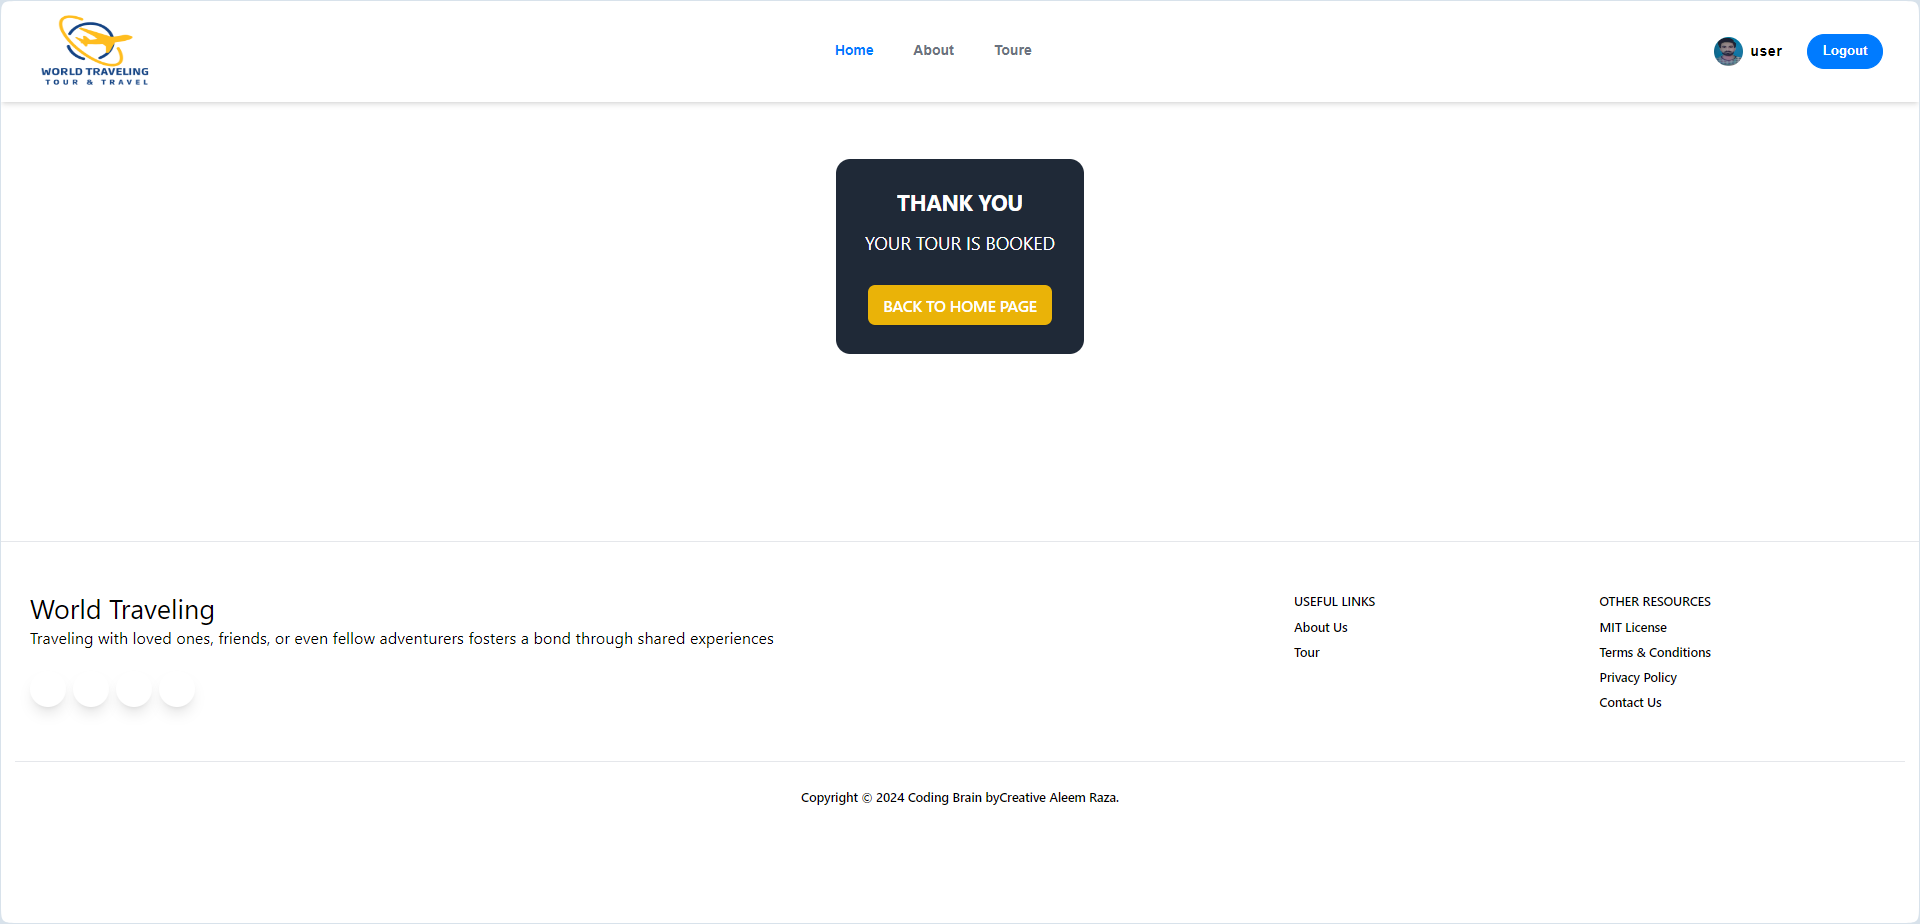 WORLD TRAVELING
TOUR & TRAVEL
Home
About
Toure
user
Logout
THANK YOU
YOUR TOUR IS BOOKED
BACK TO HOME PAGE
World Traveling
Traveling with loved ones, friends, or even fellow adventurers fosters a bond through shared experiences
USEFUL LINKS
About Us
Tour
OTHER RESOURCES
MIT License
Terms & Conditions
Privacy Policy
Contact Us
Copyright © 2024 Coding Brain byCreative Aleem Raza.